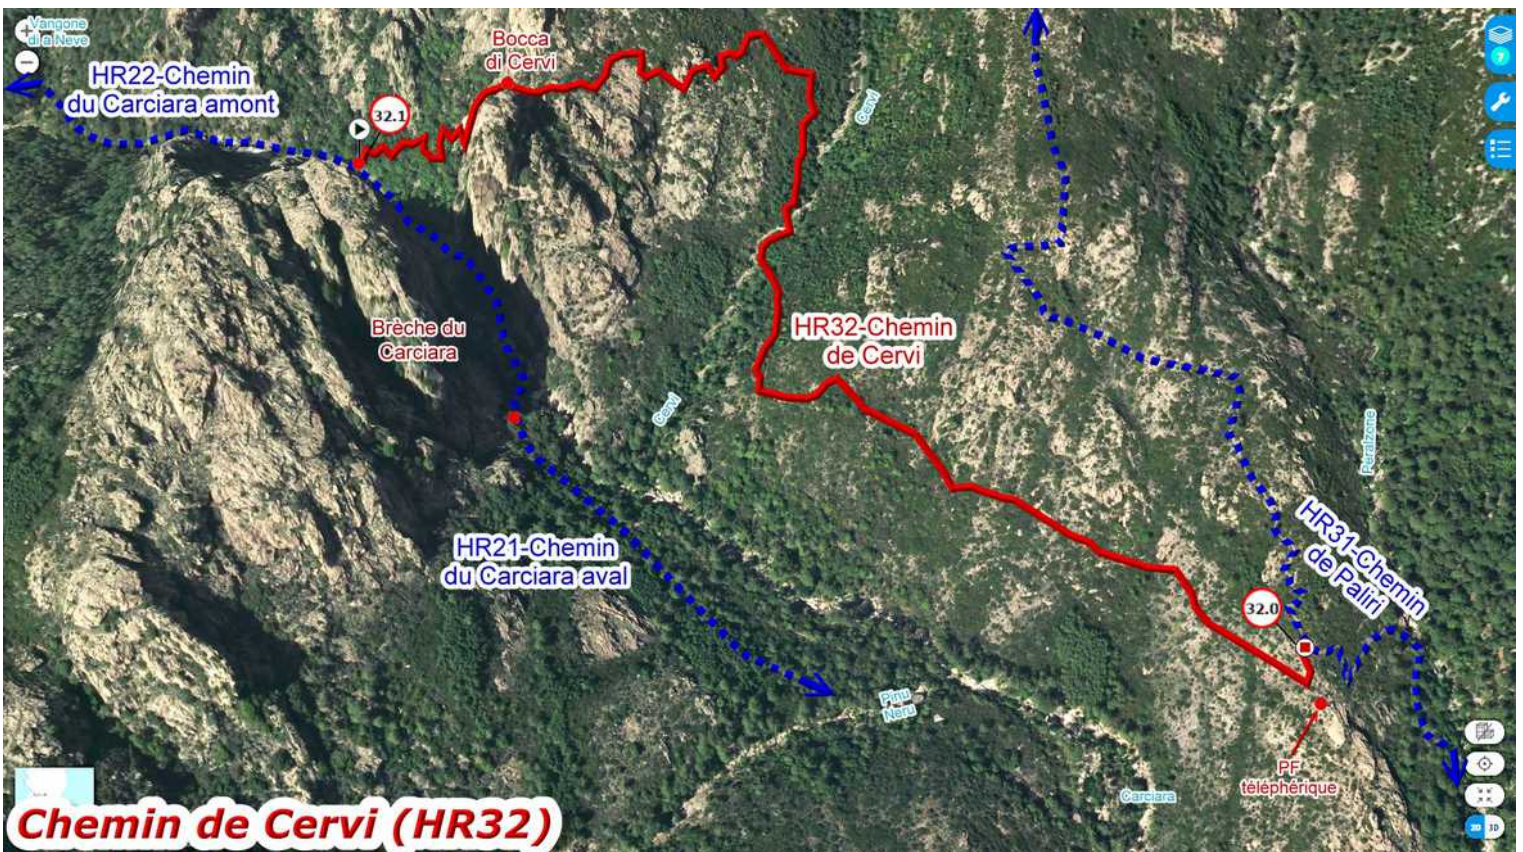 Vangone
di a Neve
HR22-Chemin
du Carciara amont
32.1
Bocca
di Cervi
Cervi
?
Brèche du
Carciara
HR32-Chemin
de Cervi
Cervi
Peralzone
HR21-Chemin
du Carciara aval
HR31-Chemin
de Paliri
32.0
Pinu
Neru
PF
téléphérique
Carciara
2D 3D
Chemin de Cervi (HR32)